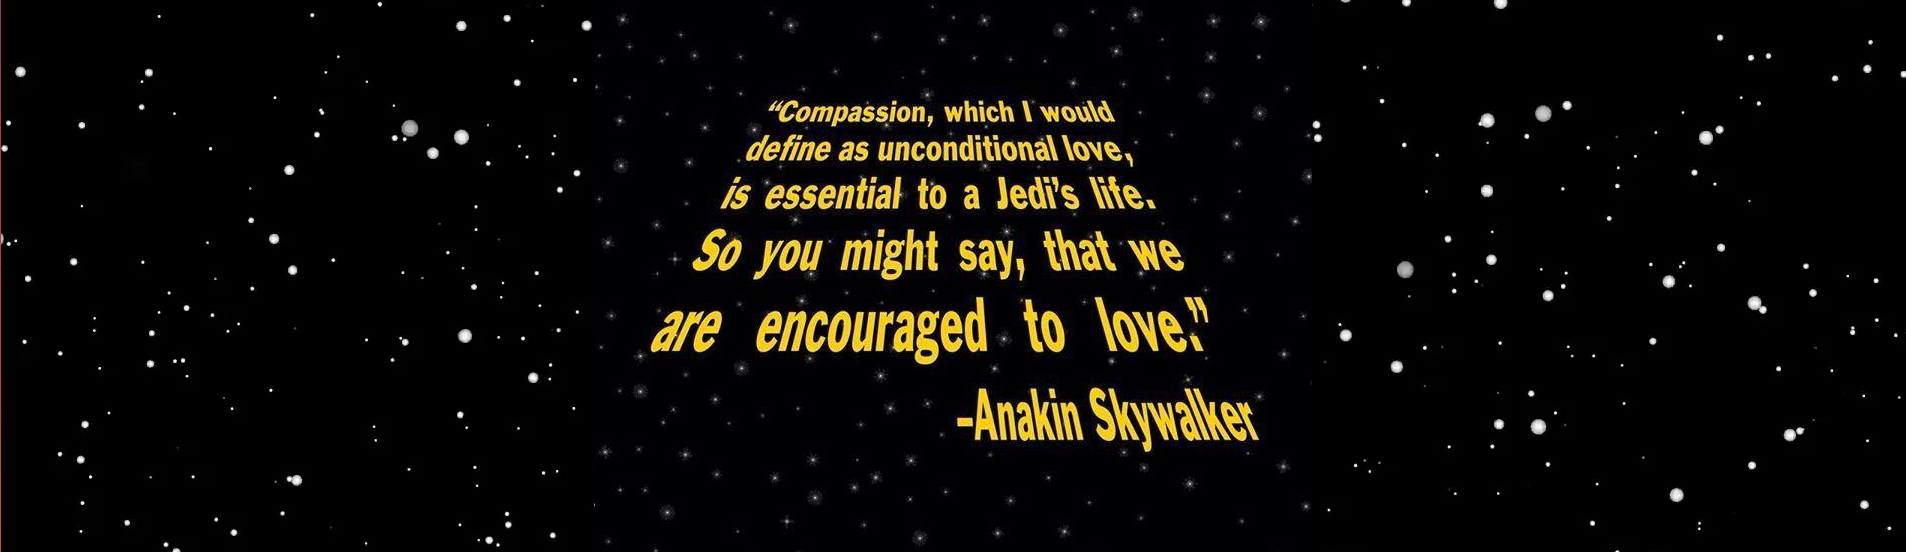 “Compassion, which I would
define as unconditional love,
is essential to a Jedi’s life.
So you might say, that we
are encouraged to love.”
–Anakin Skywalker